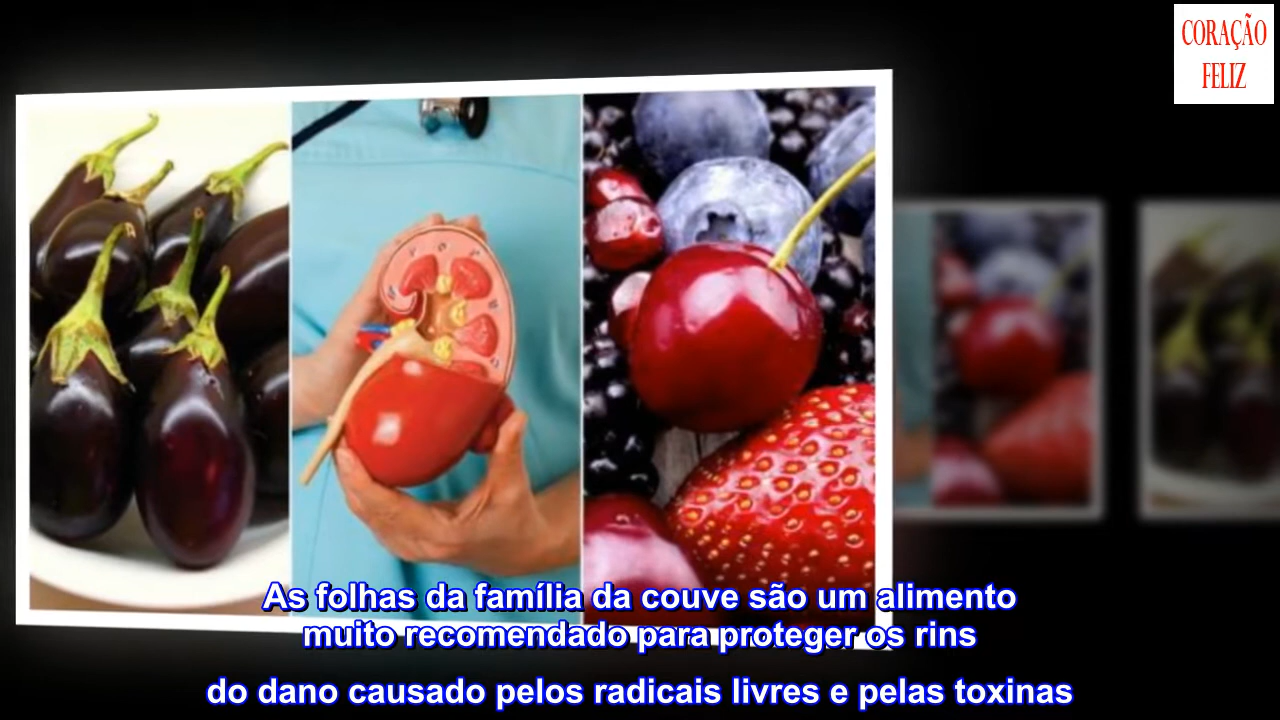 CORAÇÃO
FELIZ
As folhas da família da couve são um alimento
muito recomendado para proteger os rins
do dano causado pelos radicais livres e pelas toxinas